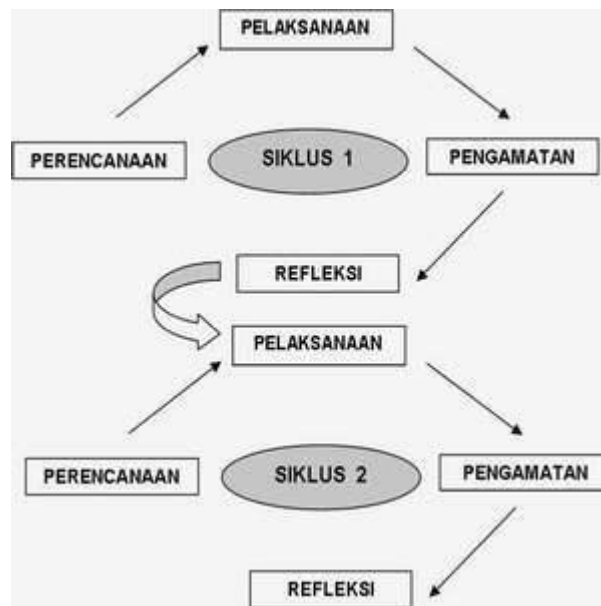 PELAKSANAAN
PERENCANAAN
SIKLUS 1
PENGAMATAN
REFLEKSI
PELAKSANAAN
PERENCANAAN
SIKLUS 2
PENGAMATAN
REFLEKSI